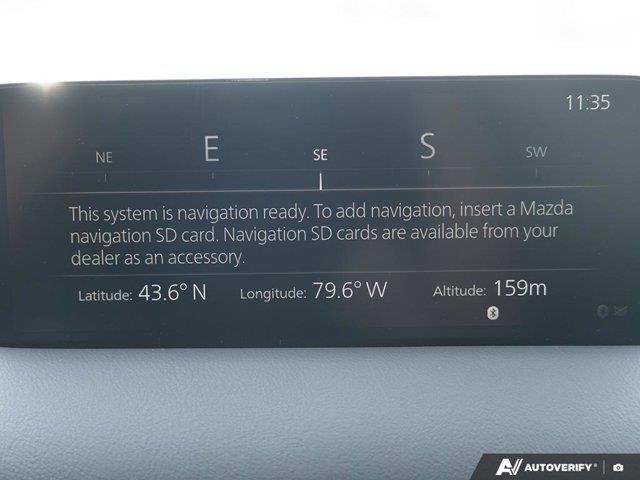 11:35
NE E SE S SW
This system is navigation ready. To add navigation, insert a Mazda
navigation SD card. Navigation SD cards are available from your
dealer as an accessory.
Latitude: 43.6° N Longitude: 79.6° W Altitude: 159m
AUTOVERIFY®